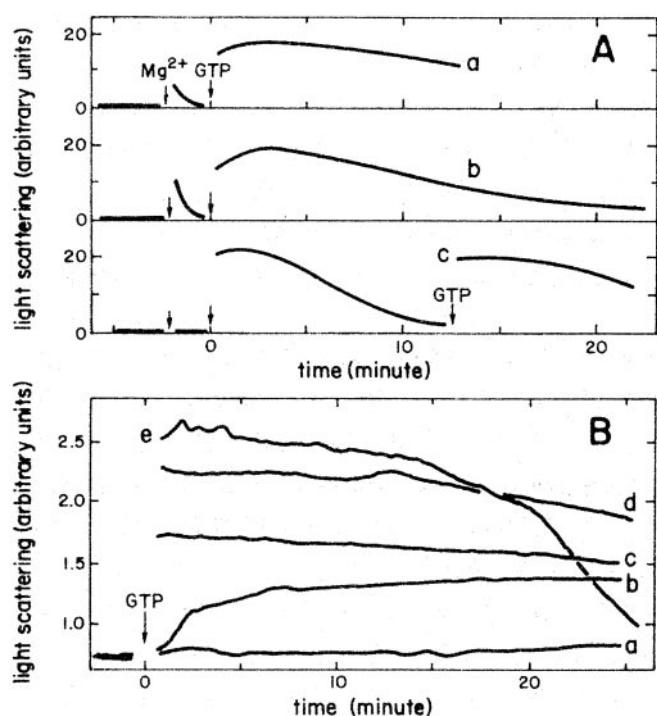 A
light scattering (arbitrary units)
20
0
Mg²⁺ GTP
a
20
0
b
20
0
c
GTP
0 10 20
time (minute)
B
light scattering (arbitrary units)
2.5
2.0
1.5
1.0
GTP
e
d
c
b
a
0 10 20
time (minute)